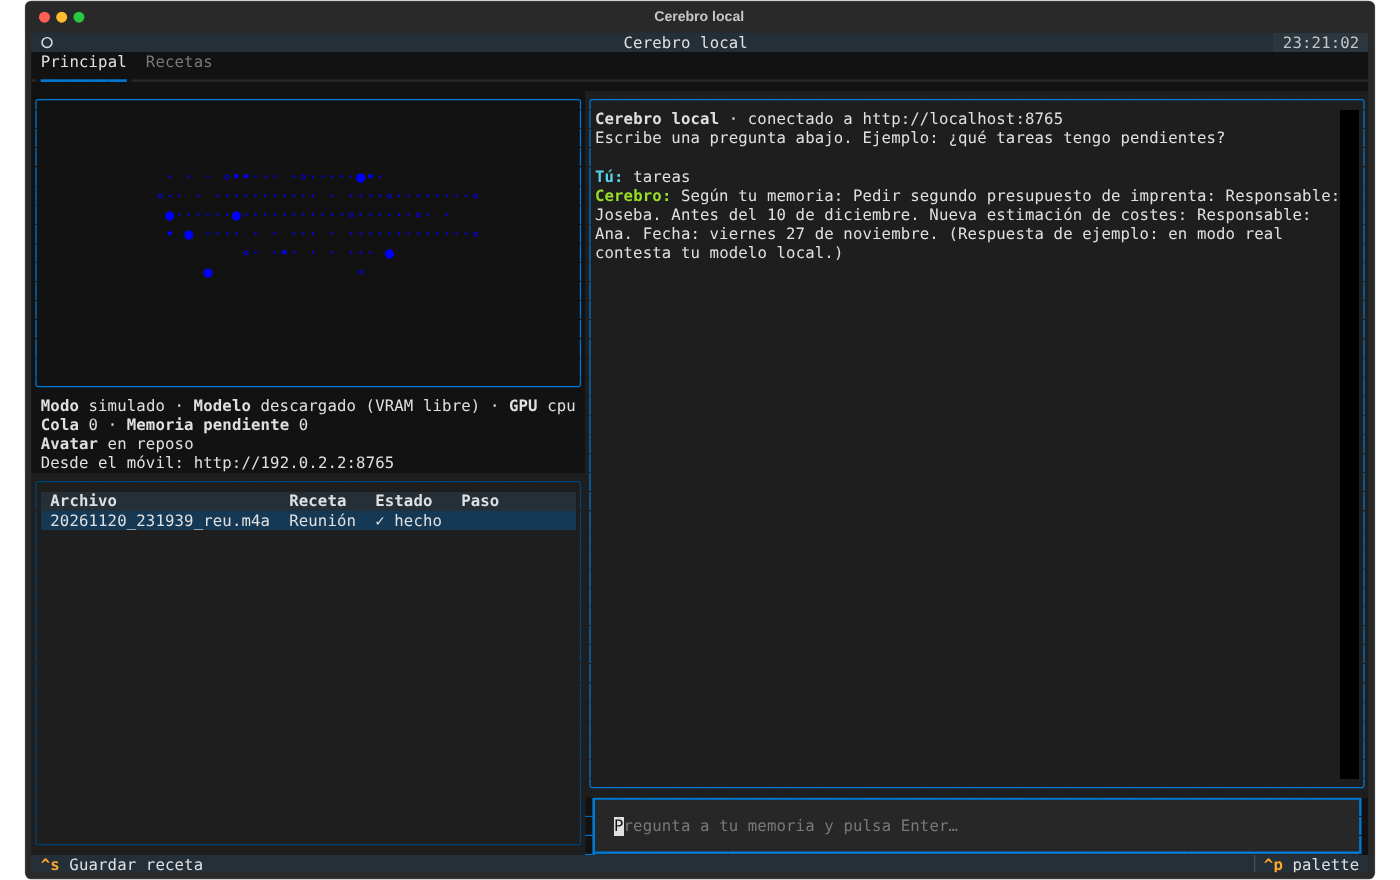 Cerebro local
Cerebro local 23:21:02
Principal Recetas
Modo simulado · Modelo descargado (VRAM libre) · GPU cpu
Cola 0 · Memoria pendiente 0
Avatar en reposo
Desde el móvil: http://192.0.2.2:8765
Archivo Receta Estado Paso
20261120_231939_reu.m4a Reunión ✓ hecho
Cerebro local · conectado a http://localhost:8765
Escribe una pregunta abajo. Ejemplo: ¿qué tareas tengo pendientes?
Tú: tareas
Cerebro: Según tu memoria: Pedir segundo presupuesto de imprenta: Responsable:
Joseba. Antes del 10 de diciembre. Nueva estimación de costes: Responsable:
Ana. Fecha: viernes 27 de noviembre. (Respuesta de ejemplo: en modo real
contesta tu modelo local.)
Pregunta a tu memoria y pulsa Enter…
^s Guardar receta ^p palette